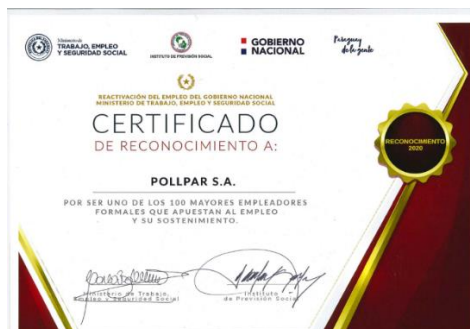 Ministerio de
TRABAJO, EMPLEO
Y SEGURIDAD SOCIAL
INSTITUTO DE PREVISIÓN SOCIAL
GOBIERNO
NACIONAL
Paraguay
de la gente
REACTIVACIÓN DEL EMPLEO DEL GOBIERNO NACIONAL
MINISTERIO DE TRABAJO, EMPLEO Y SEGURIDAD SOCIAL
CERTIFICADO
DE RECONOCIMIENTO A:
RECONOCIMIENTO
2020
POLLPAR S.A.
POR SER UNO DE LOS 100 MAYORES EMPLEADORES
FORMALES QUE APUESTAN AL EMPLEO
Y SU SOSTENIMIENTO.
Ministerio de Trabajo,
Empleo y Seguridad Social
Instituto
de Previsión Social